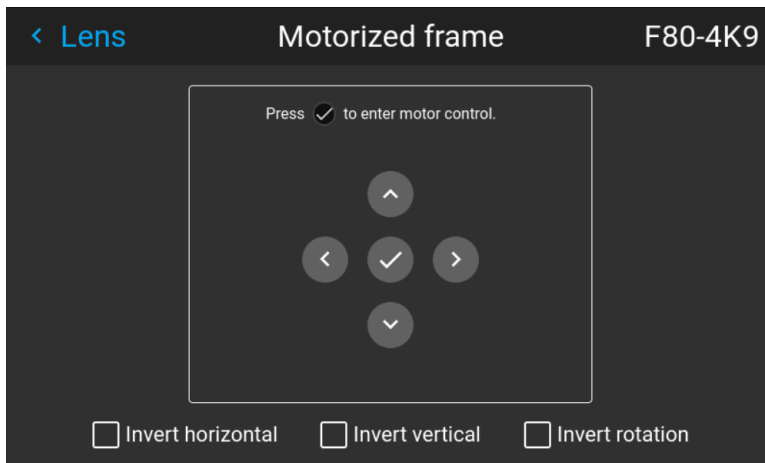 Lens
Motorized frame
F80-4K9
Press to enter motor control.
Invert horizontal
Invert vertical
Invert rotation